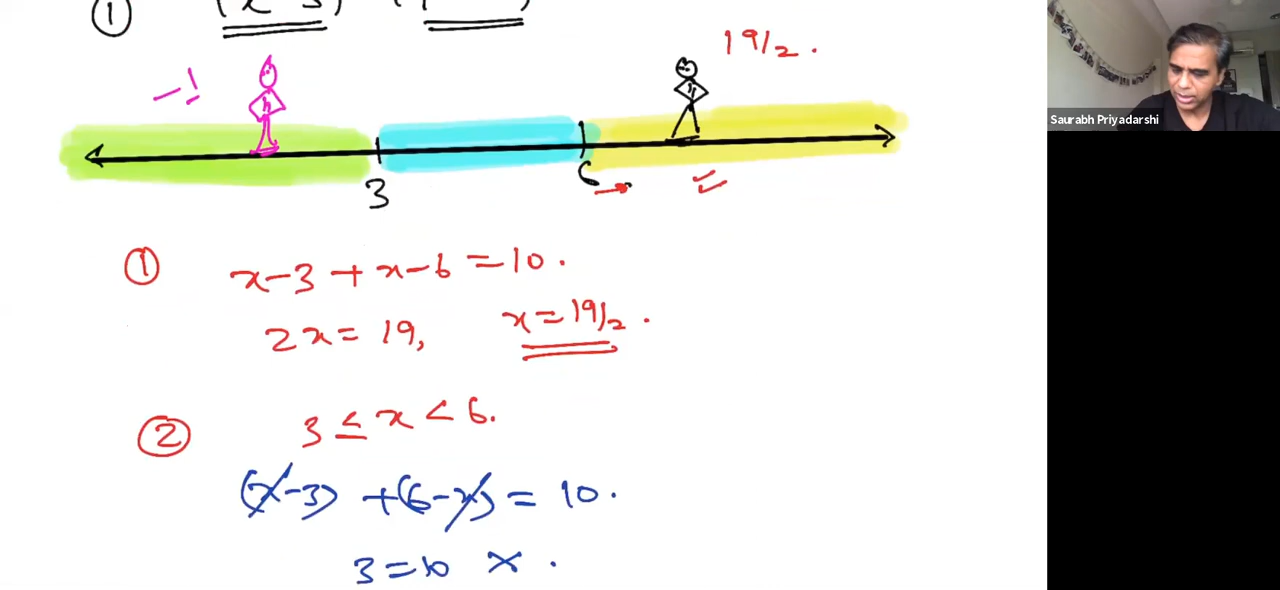 ①
19/2.
-!
3
6
① x-3 + x-6 = 10.
2x = 19, x = 19/2.
② 3 ≤ x < 6.
(x-3) + (6-x) = 10.
3 = 10 ×.
Saurabh Priyadarshi